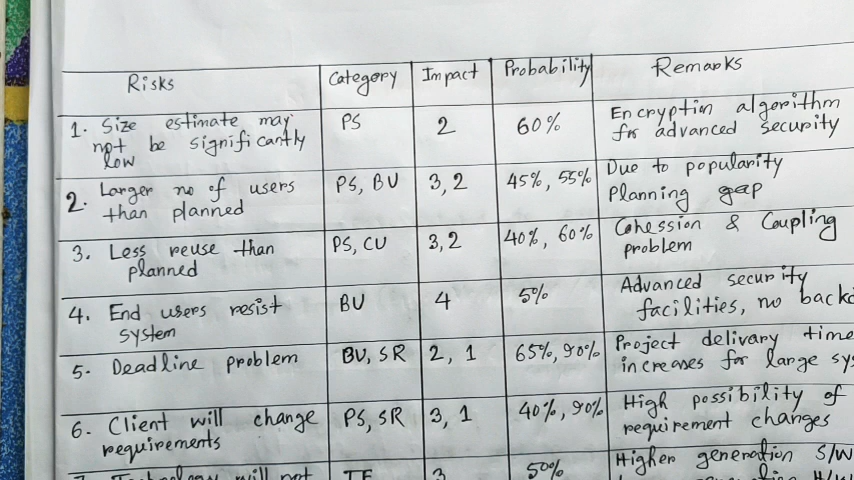 Risks Category Impact Probability Remarks
1. Size estimate may PS 2 60% Encryption algorithm
not be significantly for advanced security
low
2. Larger no of users PS, BU 3, 2 45%, 55% Due to popularity
than planned Planning gap
3. Less reuse than PS, CU 3,2 40%, 60% Cohession & Coupling
planned problem
4. End users resist BU 4 5% Advanced security
system facilities, no
5. Deadline problem BU, SR 2, 1 65%, 90% Project delivary time
increases for large
6. Client will change PS, SR 3, 1 40%, 90% High possibility of
requirements requirement changes
will not TE 3 50% Higher generation S/W